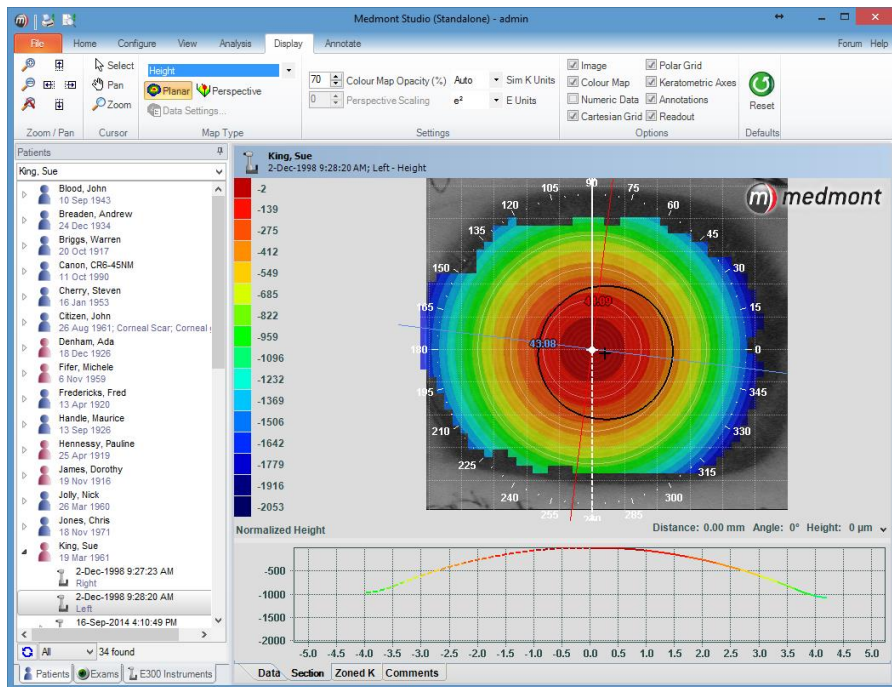 Medmont Studio (Standalone) - admin
File Home Configure View Analysis Display Annotate Forum Help
Select
Pan
Zoom
Height
Planar Perspective
Data Settings...
70 Colour Map Opacity (%) Auto Sim K Units
0 Perspective Scaling e² E Units
Image Polar Grid
Colour Map Keratometric Axes
Numeric Data Annotations
Cartesian Grid Readout
Reset
Zoom / Pan Cursor Map Type Settings Options Defaults
Patients
King, Sue
Blood, John
10 Sep 1943
Breaden, Andrew
24 Dec 1934
Briggs, Warren
20 Oct 1917
Canon, CR6-45NM
11 Oct 1990
Cherry, Steven
16 Jan 1953
Citizen, John
26 Aug 1961; Corneal Scar; Corneal
Denham, Ada
18 Dec 1926
Fifer, Michele
6 Nov 1959
Fredericks, Fred
13 Apr 1920
Handle, Maurice
13 Sep 1926
Hennessy, Pauline
25 Apr 1919
James, Dorothy
19 Nov 1916
Jolly, Nick
26 Mar 1960
Jones, Chris
18 Nov 1971
King, Sue
19 Mar 1961
2-Dec-1998 9:27:23 AM
Right
2-Dec-1998 9:28:20 AM
Left
16-Sep-2014 4:10:49 PM
All 34 found
Patients Exams E300 Instruments
King, Sue
2-Dec-1998 9:28:20 AM; Left - Height
medmont
-2
-139
-275
-412
-549
-685
-822
-959
-1096
-1232
-1369
-1506
-1642
-1779
-1916
-2053
105 90 75
120 60
135 45
150 30
165 15
43.08
180 0
195 345
210 330
225 315
240 300
255 285
Normalized Height
Distance: 0.00 mm Angle: 0° Height: 0 µm
-500
-1000
-1500
-2000
-5.0 -4.5 -4.0 -3.5 -3.0 -2.5 -2.0 -1.5 -1.0 -0.5 0.0 0.5 1.0 1.5 2.0 2.5 3.0 3.5 4.0 4.5 5.0
Data Section Zoned K Comments